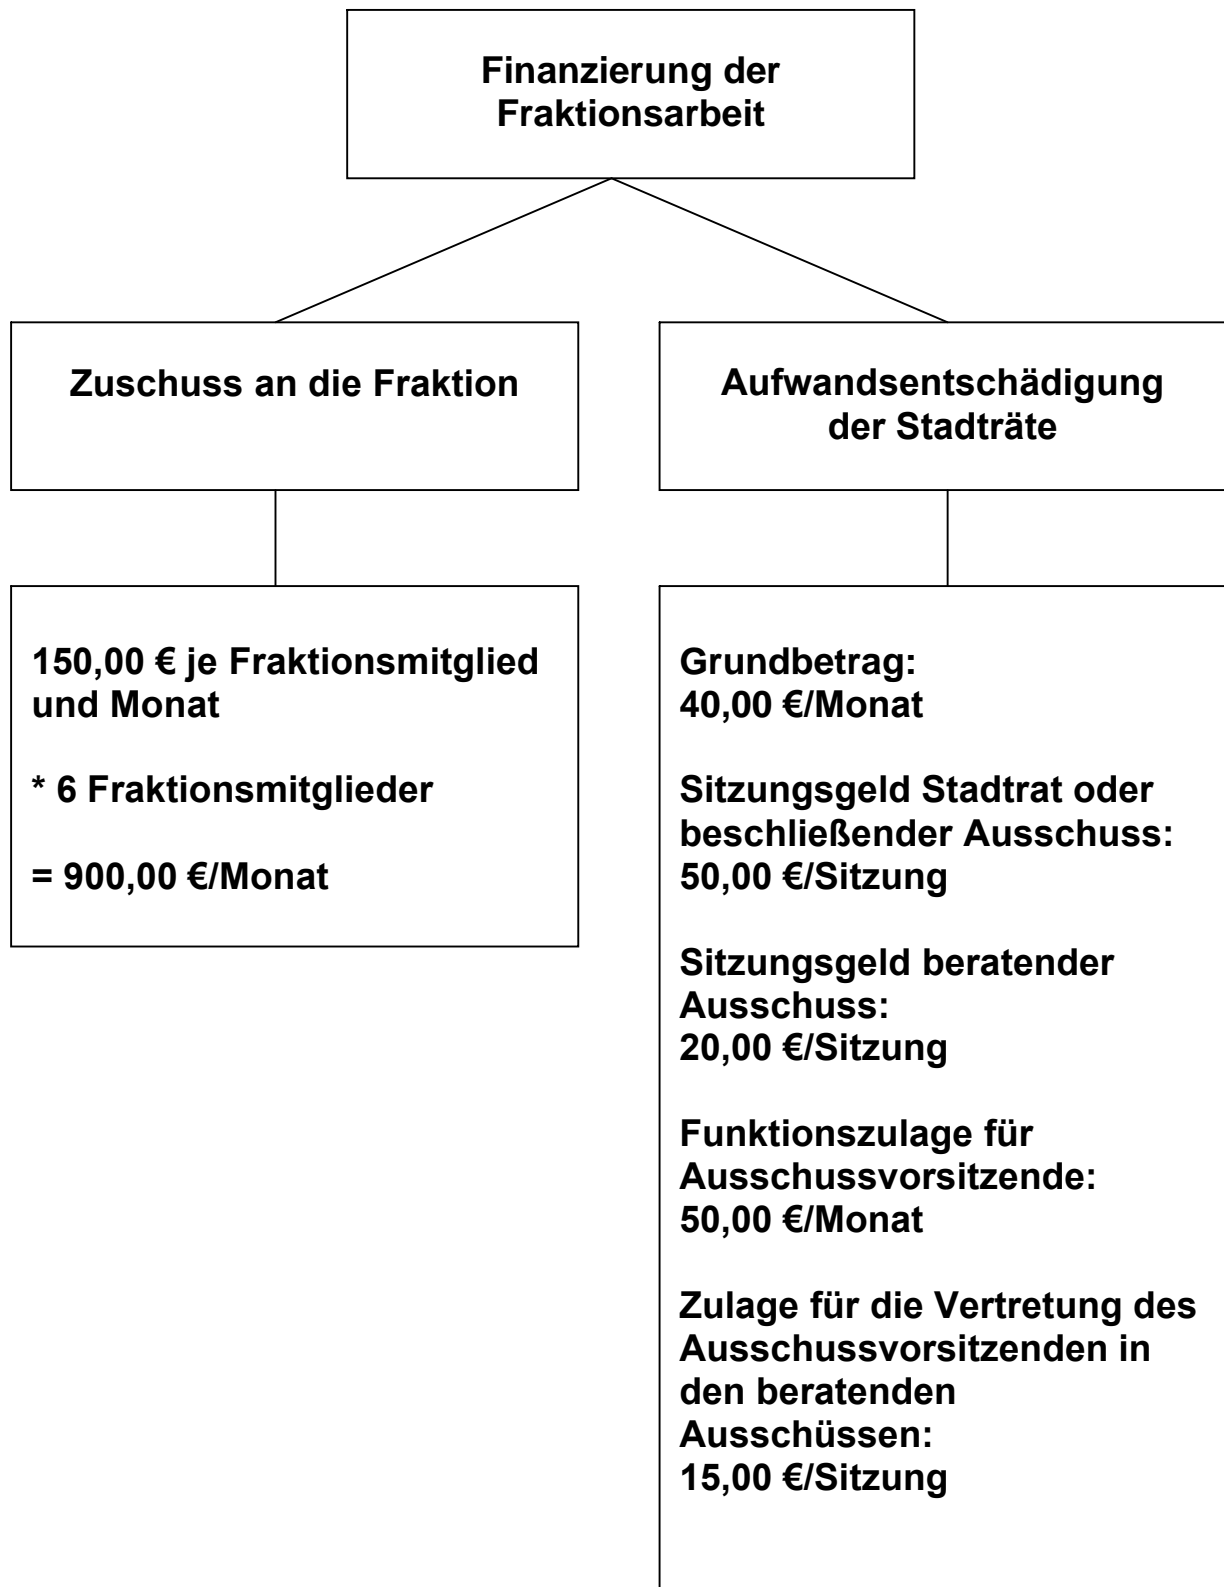 Finanzierung der
Fraktionsarbeit
Zuschuss an die Fraktion
Aufwandsentschädigung
der Stadträte
150,00 € je Fraktionsmitglied
und Monat
* 6 Fraktionsmitglieder
= 900,00 €/Monat
Grundbetrag:
40,00 €/Monat
Sitzungsgeld Stadtrat oder
beschließender Ausschuss:
50,00 €/Sitzung
Sitzungsgeld beratender
Ausschuss:
20,00 €/Sitzung
Funktionszulage für
Ausschussvorsitzende:
50,00 €/Monat
Zulage für die Vertretung des
Ausschussvorsitzenden in
den beratenden
Ausschüssen:
15,00 €/Sitzung